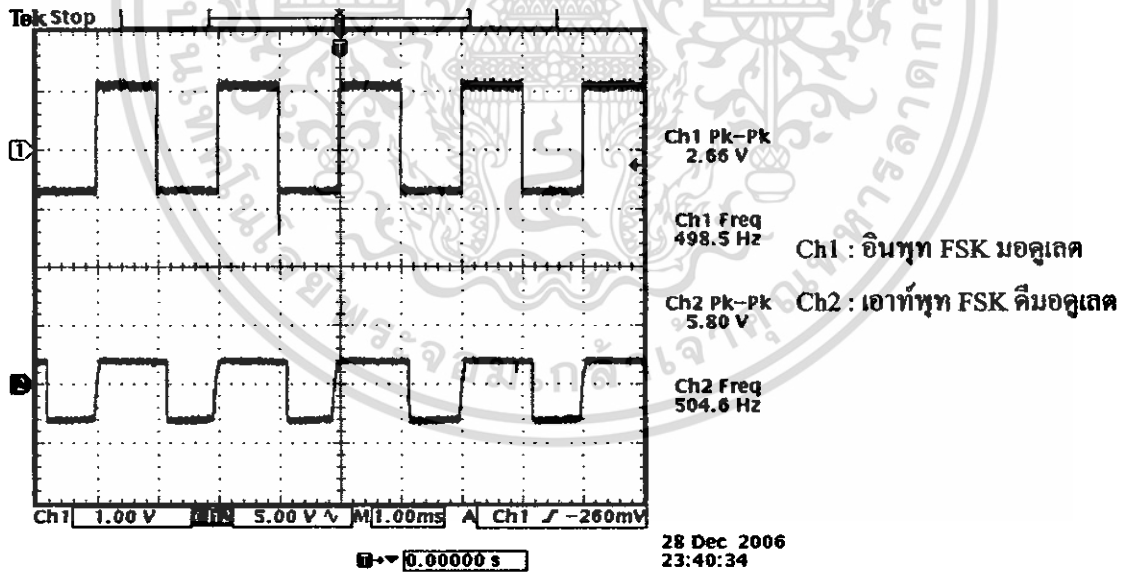 Tek Stop
T
1
Ch1 Pk-Pk
2.66 V
Ch1 Freq
498.5 Hz
Ch1 : อินพุท FSK มอดูเลต
Ch2 Pk-Pk
5.80 V
Ch2 : เอาท์พุท FSK ดีมอดูเลต
2
Ch2 Freq
504.6 Hz
Ch1 1.00 V Ch2 5.00 V ∿ M 1.00ms A Ch1 ∫ -260mV
0.00000 s
28 Dec 2006
23:40:34